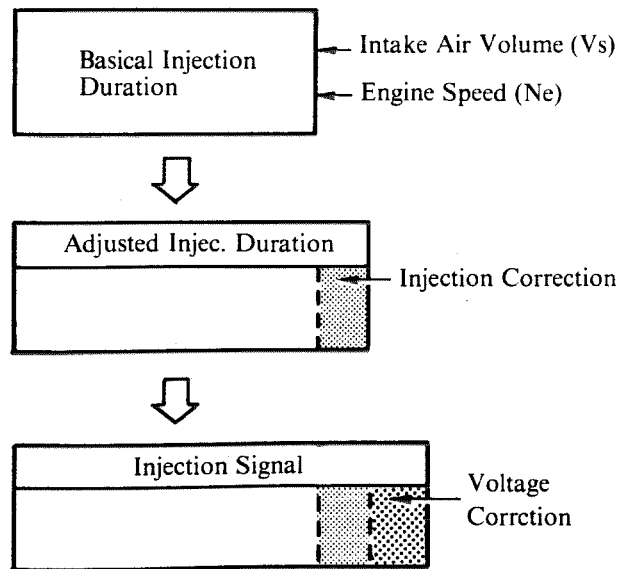 Basical Injection
Duration
Intake Air Volume (Vs)
Engine Speed (Ne)
Adjusted Injec. Duration
Injection Correction
Injection Signal
Voltage
Corrction